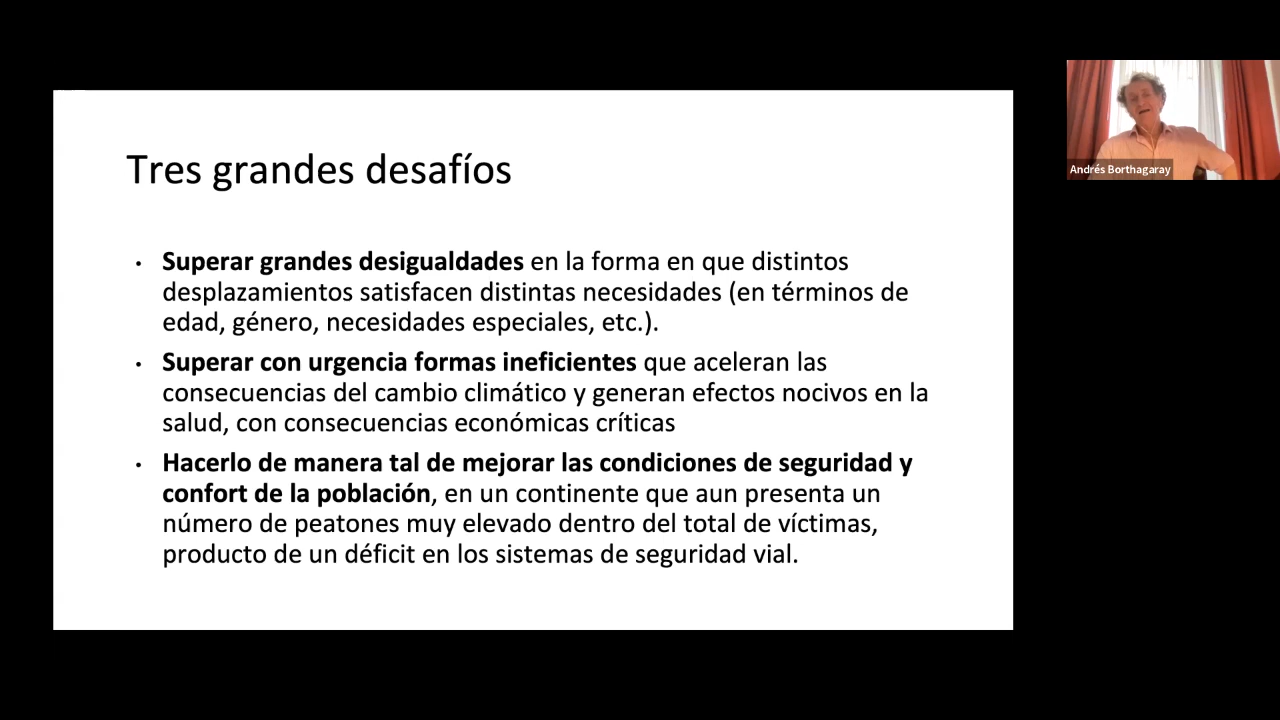 Tres grandes desafíos
• Superar grandes desigualdades en la forma en que distintos
desplazamientos satisfacen distintas necesidades (en términos de
edad, género, necesidades especiales, etc.).
• Superar con urgencia formas ineficientes que aceleran las
consecuencias del cambio climático y generan efectos nocivos en la
salud, con consecuencias económicas críticas
• Hacerlo de manera tal de mejorar las condiciones de seguridad y
confort de la población, en un continente que aun presenta un
número de peatones muy elevado dentro del total de víctimas,
producto de un déficit en los sistemas de seguridad vial.
Andrés Borthagaray